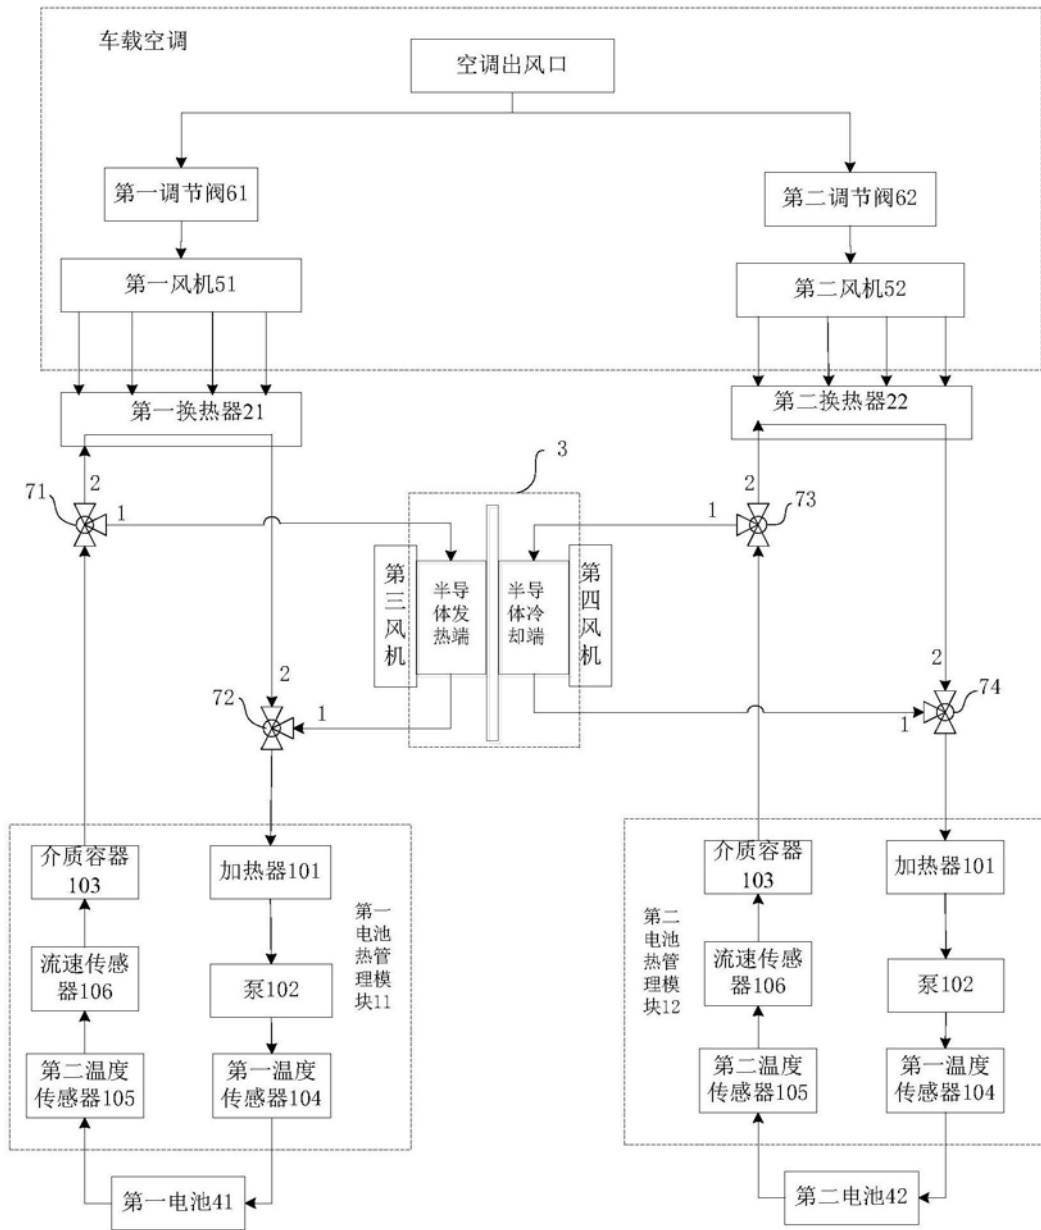 车载空调
空调出风口
第一调节阀61
第二调节阀62
第一风机51
第二风机52
第一换热器21
第二换热器22
3
71
2
1
2
1
73
第
三
风
机
半导
体发
热端
半导
体冷
却端
第
四
风
机
72
2
1
2
1
74
介质容器
103
加热器101
第一
电池
热管
理模
块11
流速传感
器106
泵102
第二温度
传感器105
第一温度
传感器104
第一电池41
介质容器
103
加热器101
第二
电池
热管
理模
块12
流速传感
器106
泵102
第二温度
传感器105
第一温度
传感器104
第二电池42